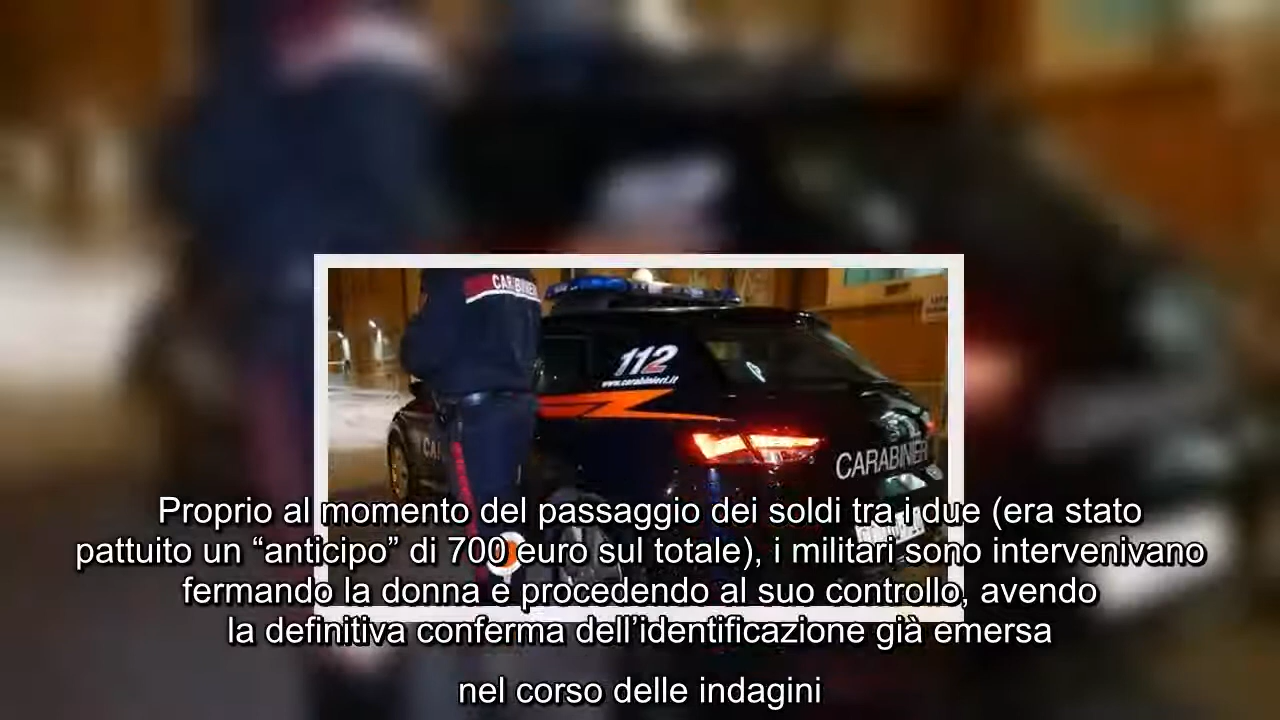 CARABINIERI
112
www.carabinieri.it
CARABINIERI
Proprio al momento del passaggio dei soldi tra i due (era stato
pattuito un “anticipo” di 700 euro sul totale), i militari sono intervenivano
fermando la donna e procedendo al suo controllo, avendo
la definitiva conferma dell’identificazione già emersa
nel corso delle indagini